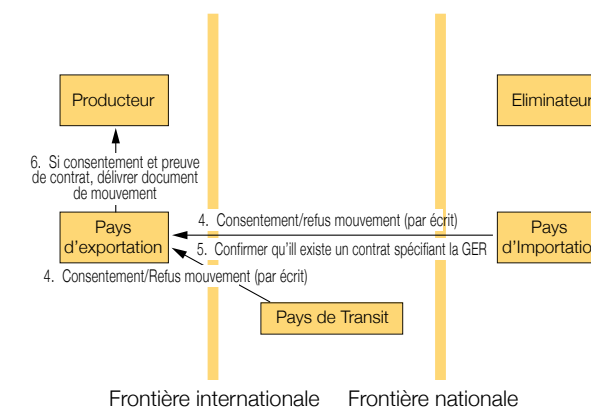 Producteur
Eliminateur
6. Si consentement et preuve
de contrat, délivrer document
de mouvement
Pays
d'exportation
4. Consentement/refus mouvement (par écrit)
5. Confirmer qu'ill existe un contrat spécifiant la GER
Pays
d'Importatio
4. Consentement/Refus mouvement (par écrit)
Pays de Transit
Frontière internationale
Frontière nationale